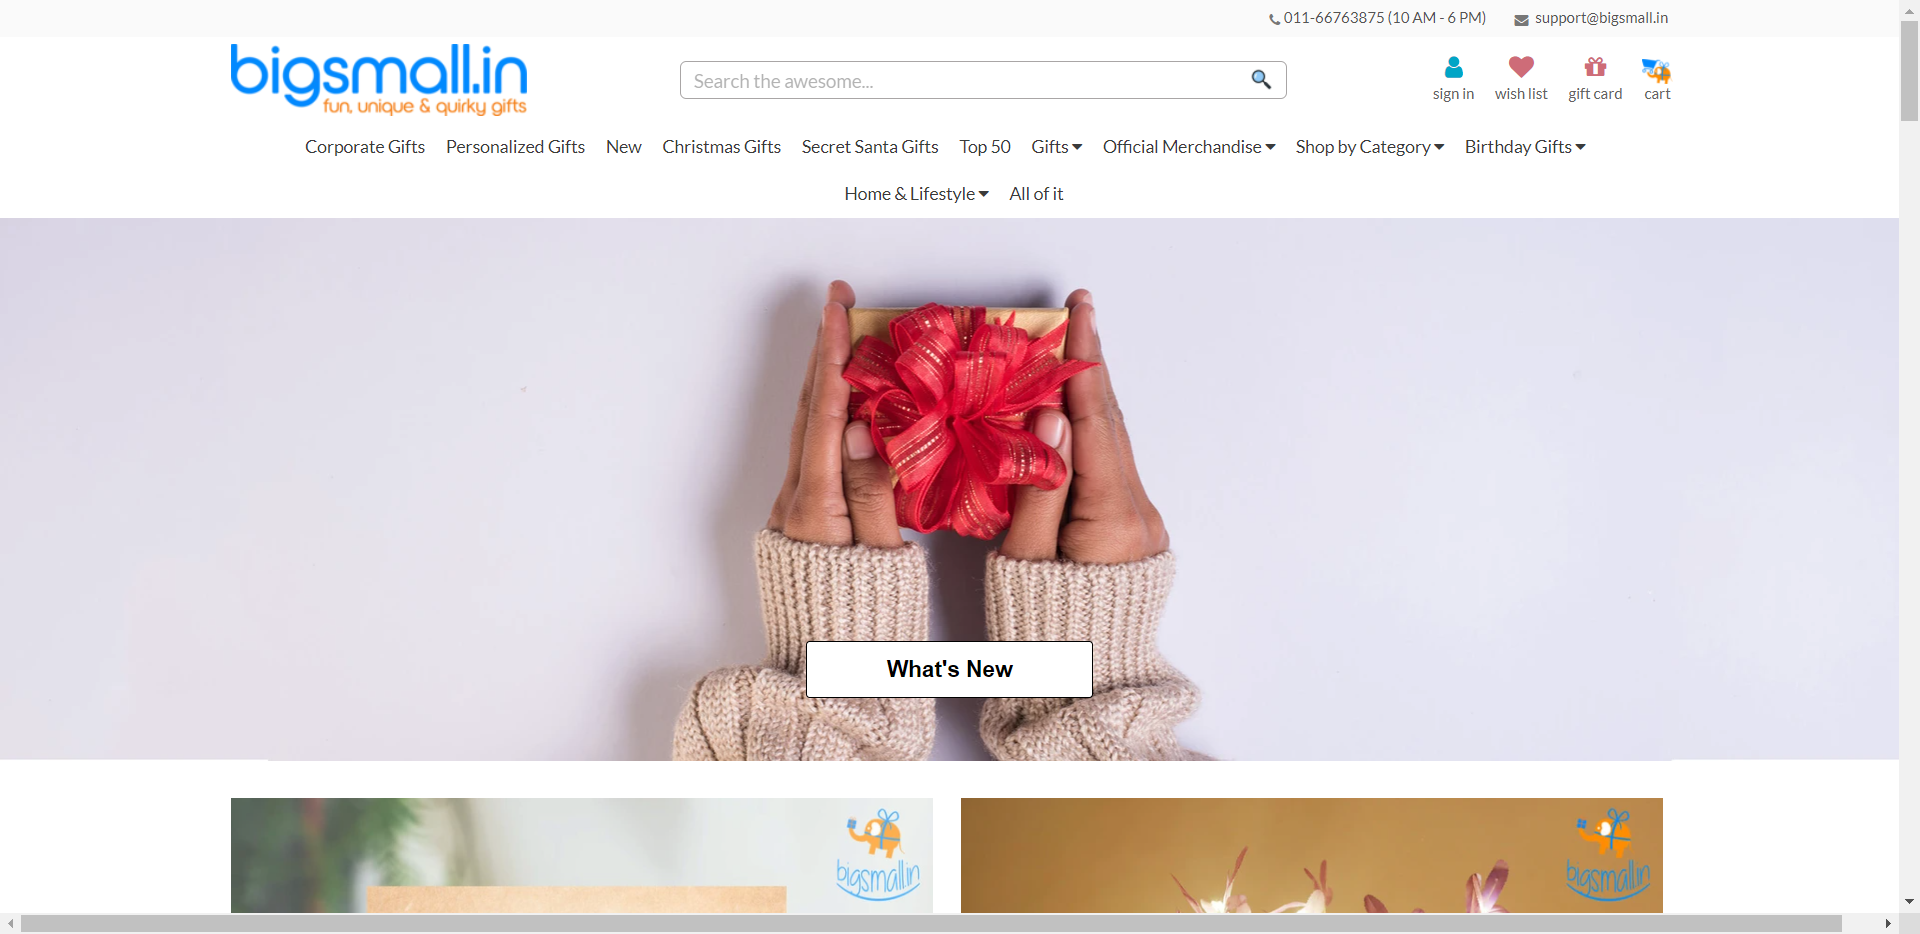 011-66763875 (10 AM - 6 PM) support@bigsmall.in
bigsmall.in
fun, unique & quirky gifts
Search the awesome...
sign in wish list gift card cart
Corporate Gifts Personalized Gifts New Christmas Gifts Secret Santa Gifts Top 50 Gifts Official Merchandise Shop by Category Birthday Gifts
Home & Lifestyle All of it
What's New
bigsmall.in bigsmall.in